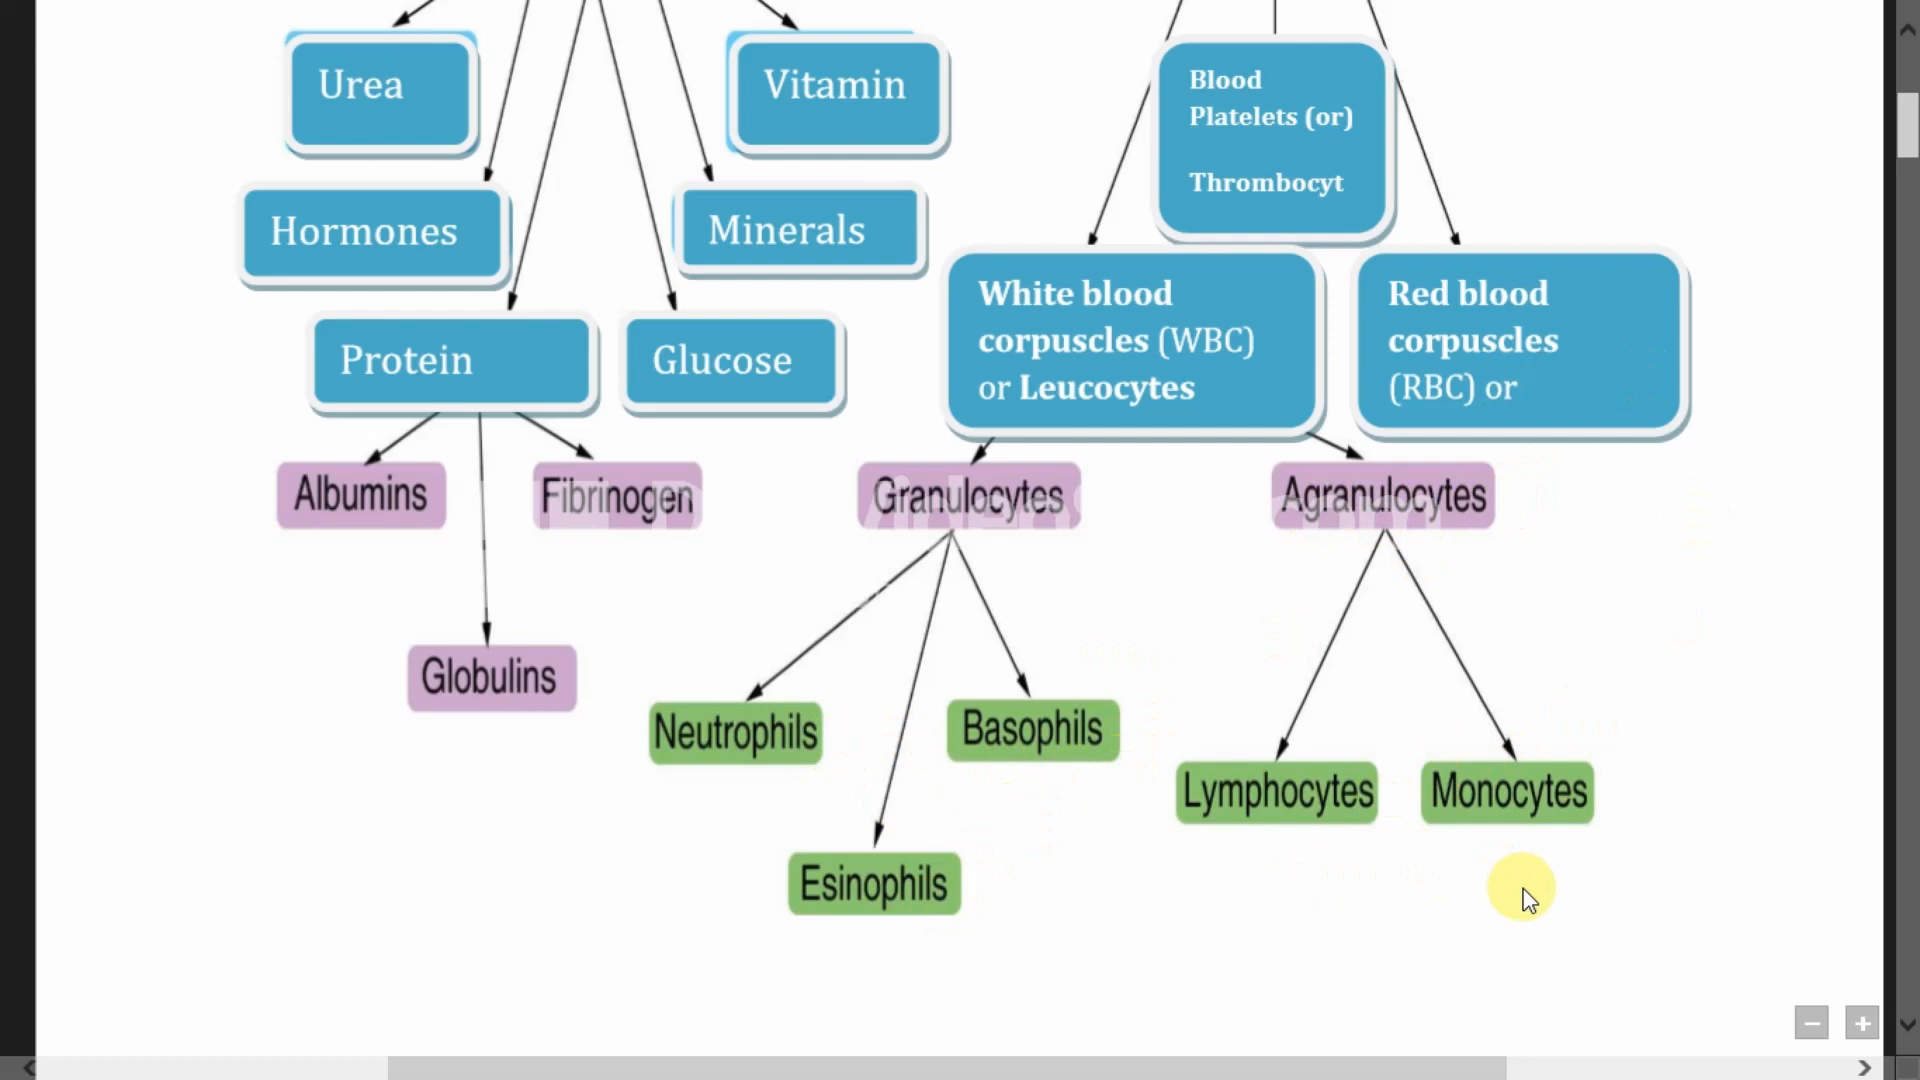 Urea
Vitamin
Blood
Platelets (or)
Thrombocyt
Hormones
Minerals
White blood
corpuscles (WBC)
or Leucocytes
Red blood
corpuscles
(RBC) or
Protein
Glucose
Albumins
Fibrinogen
Granulocytes
Agranulocytes
Globulins
Neutrophils
Basophils
Lymphocytes
Monocytes
Esinophils